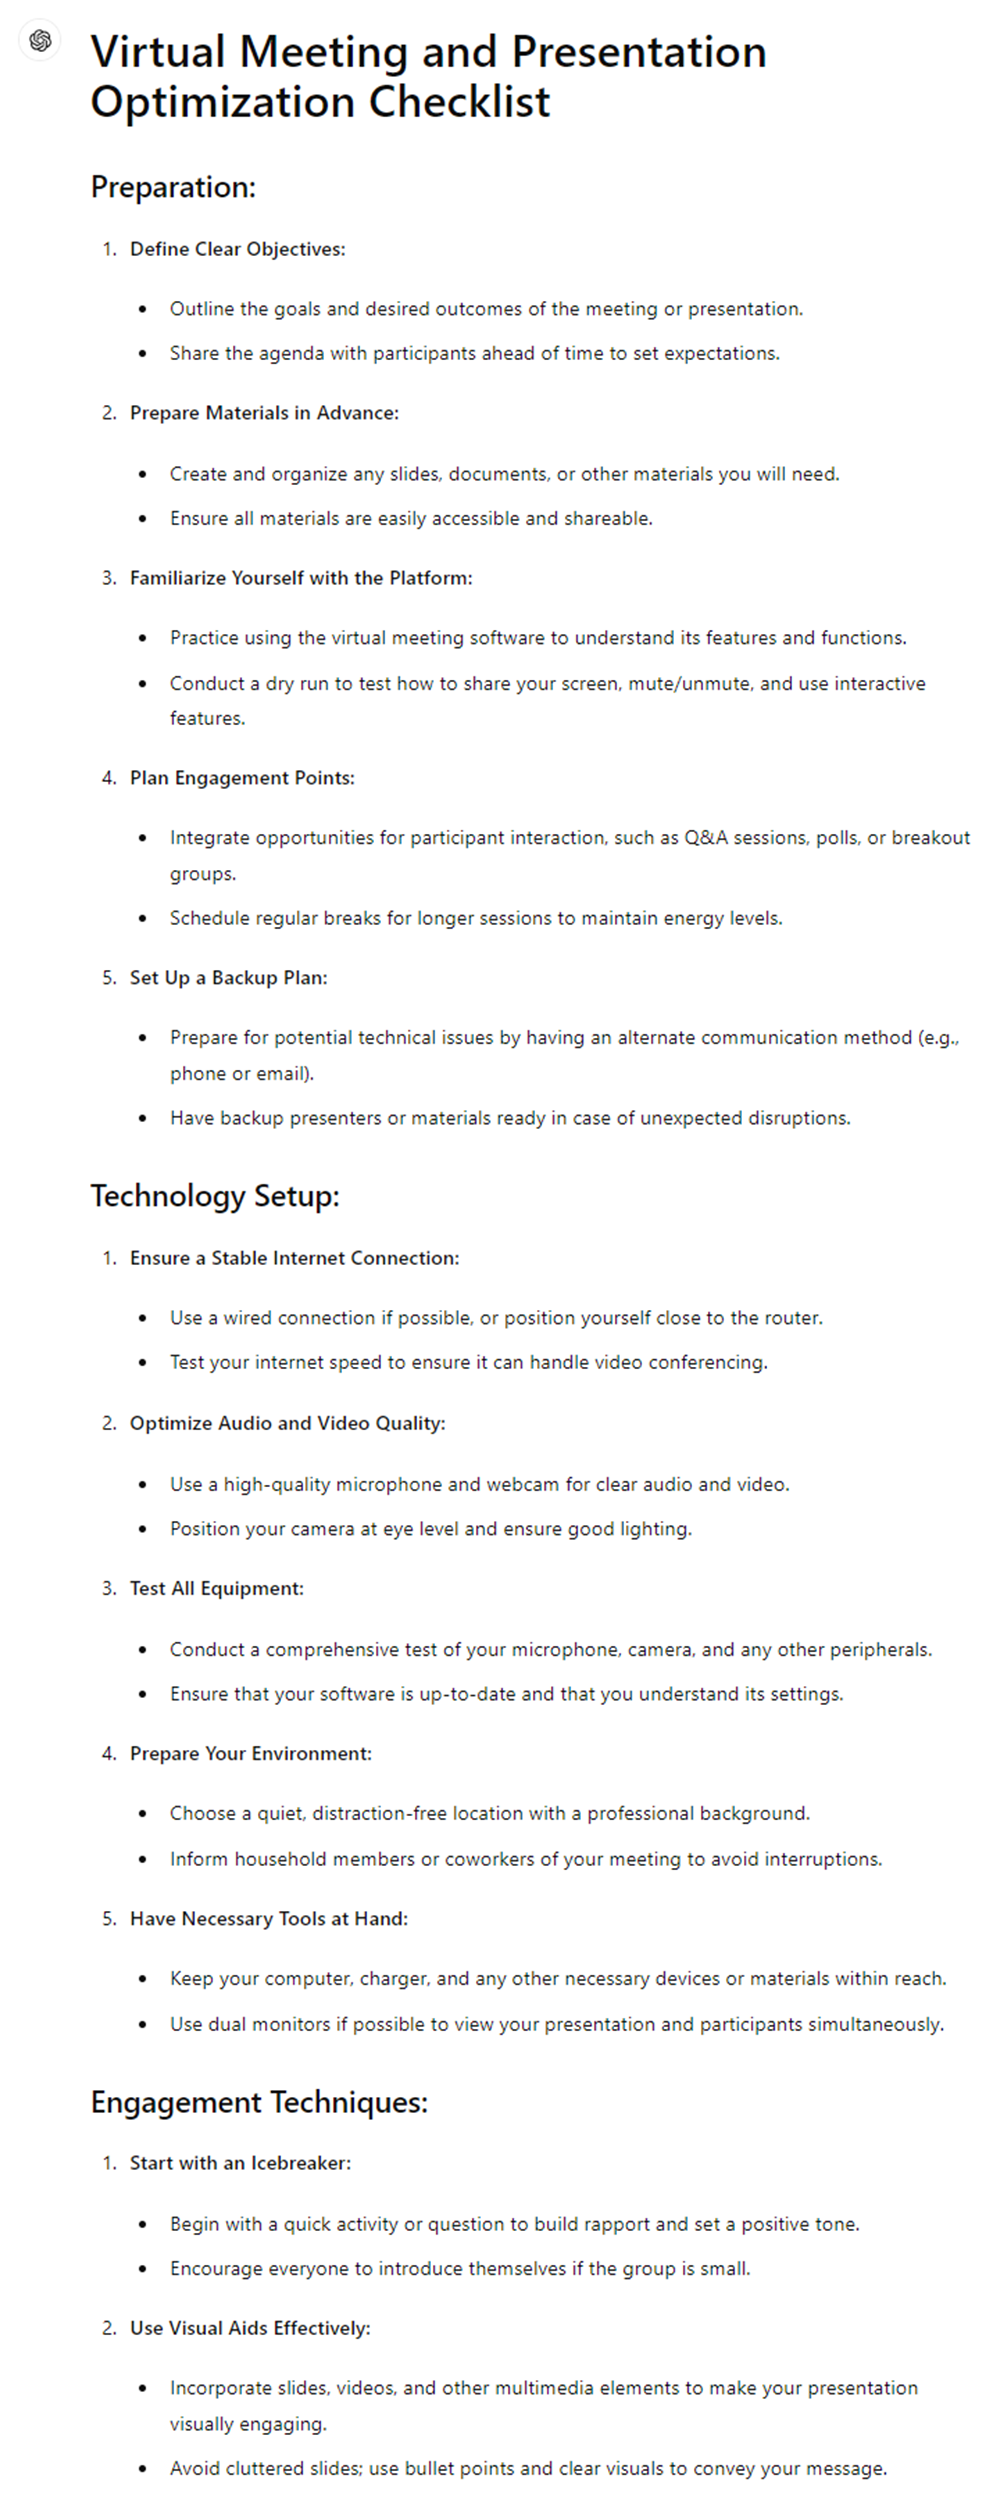 Virtual Meeting and Presentation
Optimization Checklist
Preparation:
1. Define Clear Objectives:
• Outline the goals and desired outcomes of the meeting or presentation.
• Share the agenda with participants ahead of time to set expectations.
2. Prepare Materials in Advance:
• Create and organize any slides, documents, or other materials you will need.
• Ensure all materials are easily accessible and shareable.
3. Familiarize Yourself with the Platform:
• Practice using the virtual meeting software to understand its features and functions.
• Conduct a dry run to test how to share your screen, mute/unmute, and use interactive
features.
4. Plan Engagement Points:
• Integrate opportunities for participant interaction, such as Q&A sessions, polls, or breakout
groups.
• Schedule regular breaks for longer sessions to maintain energy levels.
5. Set Up a Backup Plan:
• Prepare for potential technical issues by having an alternate communication method (e.g.,
phone or email).
• Have backup presenters or materials ready in case of unexpected disruptions.
Technology Setup:
1. Ensure a Stable Internet Connection:
• Use a wired connection if possible, or position yourself close to the router.
• Test your internet speed to ensure it can handle video conferencing.
2. Optimize Audio and Video Quality:
• Use a high-quality microphone and webcam for clear audio and video.
• Position your camera at eye level and ensure good lighting.
3. Test All Equipment:
• Conduct a comprehensive test of your microphone, camera, and any other peripherals.
• Ensure that your software is up-to-date and that you understand its settings.
4. Prepare Your Environment:
• Choose a quiet, distraction-free location with a professional background.
• Inform household members or coworkers of your meeting to avoid interruptions.
5. Have Necessary Tools at Hand:
• Keep your computer, charger, and any other necessary devices or materials within reach.
• Use dual monitors if possible to view your presentation and participants simultaneously.
Engagement Techniques:
1. Start with an Icebreaker:
• Begin with a quick activity or question to build rapport and set a positive tone.
• Encourage everyone to introduce themselves if the group is small.
2. Use Visual Aids Effectively:
• Incorporate slides, videos, and other multimedia elements to make your presentation
visually engaging.
• Avoid cluttered slides; use bullet points and clear visuals to convey your message.